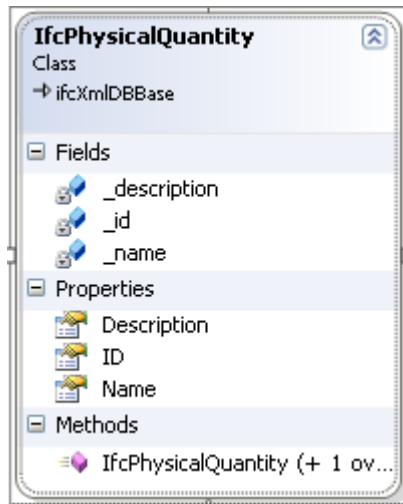 IfcPhysicalQuantity
Class
ifcXmlDBBase
Fields
_description
_id
_name
Properties
Description
ID
Name
Methods
IfcPhysicalQuantity (+ 1 ov...